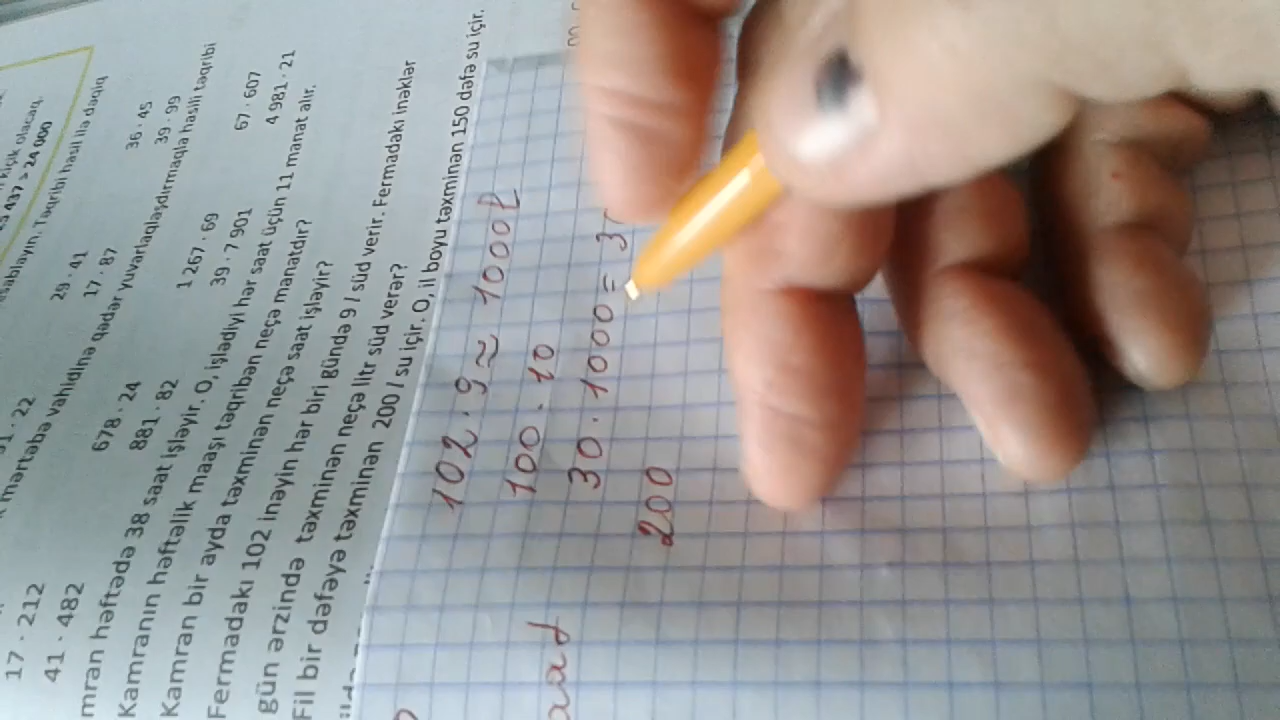 kiçik olacaq.
437 > 24 000
Təqribi hasil ilə dəqiq
22
29 · 41
36 · 45
17 · 87
39 · 99
mərtəbə vahidinə qədər yuvarlaqlaşdırmaqla hasili təqribi
17 · 212
678 · 24
1 267 · 69
67 · 607
41 · 482
881 · 82
39 · 7 901
4 981 · 21
mran həftədə 38 saat işləyir. O, işlədiyi hər saat üçün 11 manat alır.
Kamranın həftəlik maaşı təqribən neçə manatdır?
Kamran bir ayda təxminən neçə saat işləyir?
Fermadakı 102 inəyin hər biri gündə 9 l süd verir. Fermadakı inəklər
gün ərzində təxminən neçə litr süd verər?
Fil bir dəfəyə təxminən 200 l su içir. O, il boyu təxminən 150 dəfə su içir.
102 · 9 ≈ 1000 l
100 · 10
30 · 1000 = 3
200